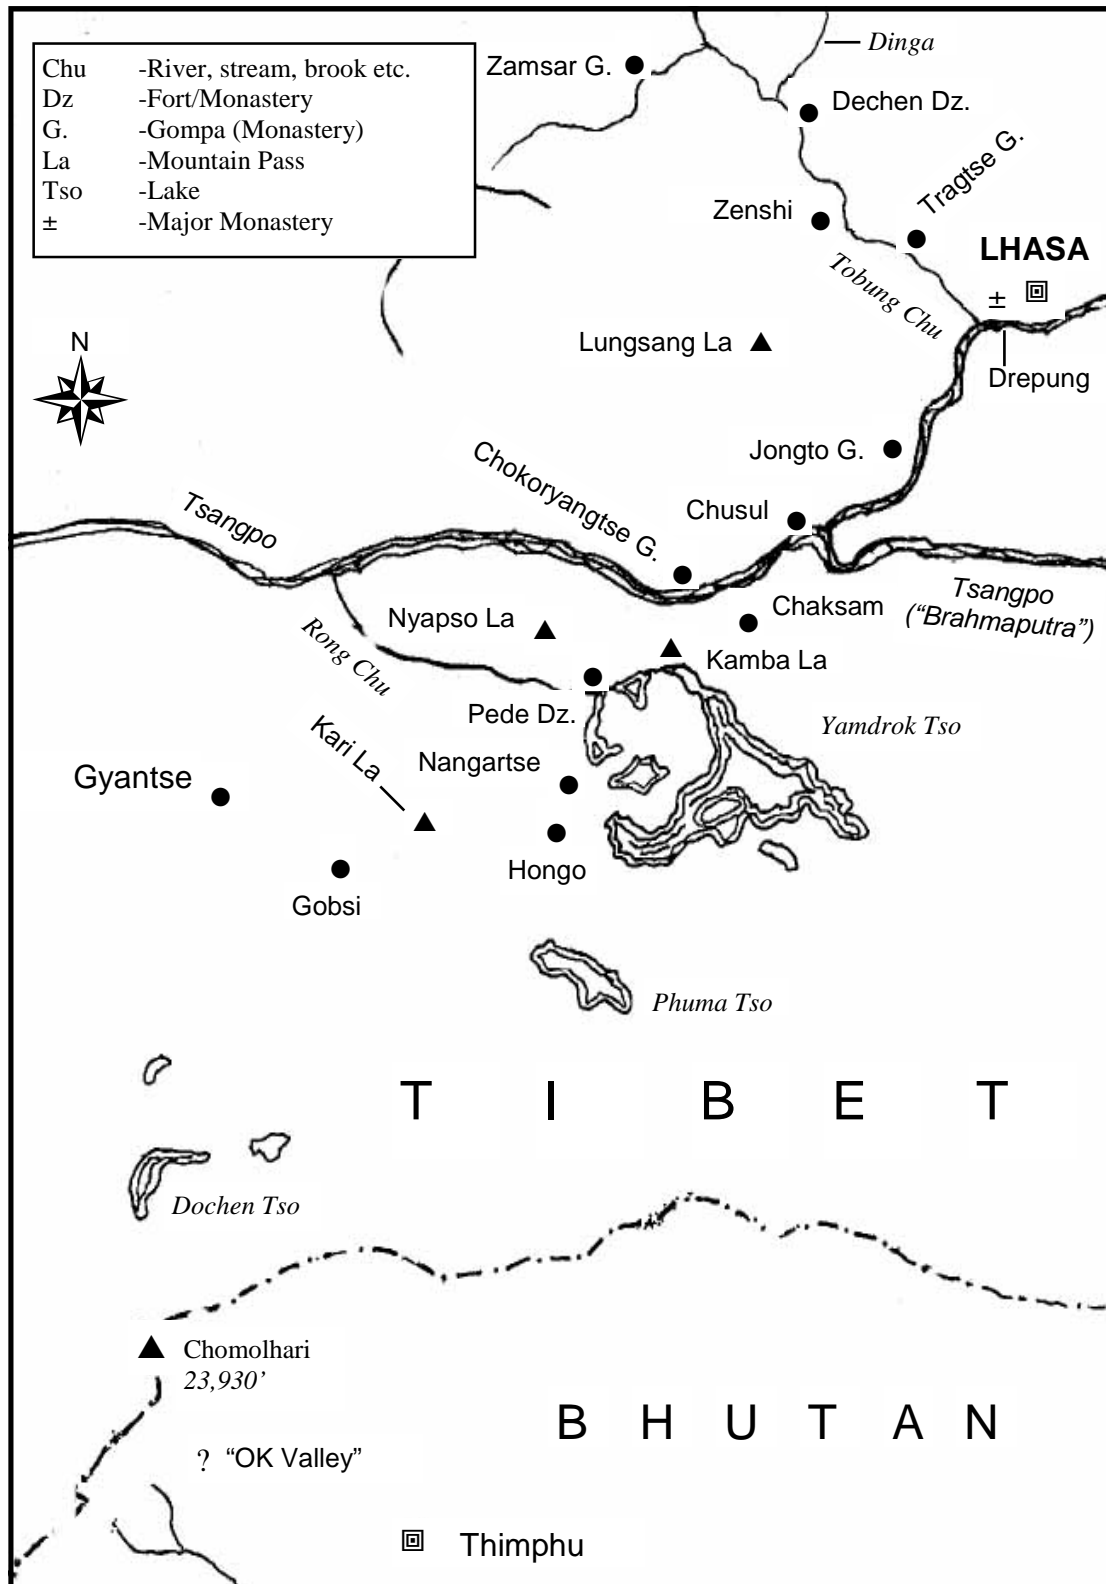 Chu -River, stream, brook etc.
Dz -Fort/Monastery
G. -Gompa (Monastery)
La -Mountain Pass
Tso -Lake
± -Major Monastery
Dinga
Zamsar G.
Dechen Dz.
Tragtse G.
Zenshi
LHASA
±
Tobung Chu
N
Lungsang La
Drepung
Jongto G.
Chokoryangtse G.
Tsangpo
Chusul
Tsangpo
(“Brahmaputra”)
Chaksam
Nyapso La
Rong Chu
Kamba La
Pede Dz.
Yamdrok Tso
Kari La
Nangartse
Gyantse
Hongo
Gobsi
Phuma Tso
T I B E T
Dochen Tso
Chomolhari
23,930’
B H U T A N
? “OK Valley”
Thimphu